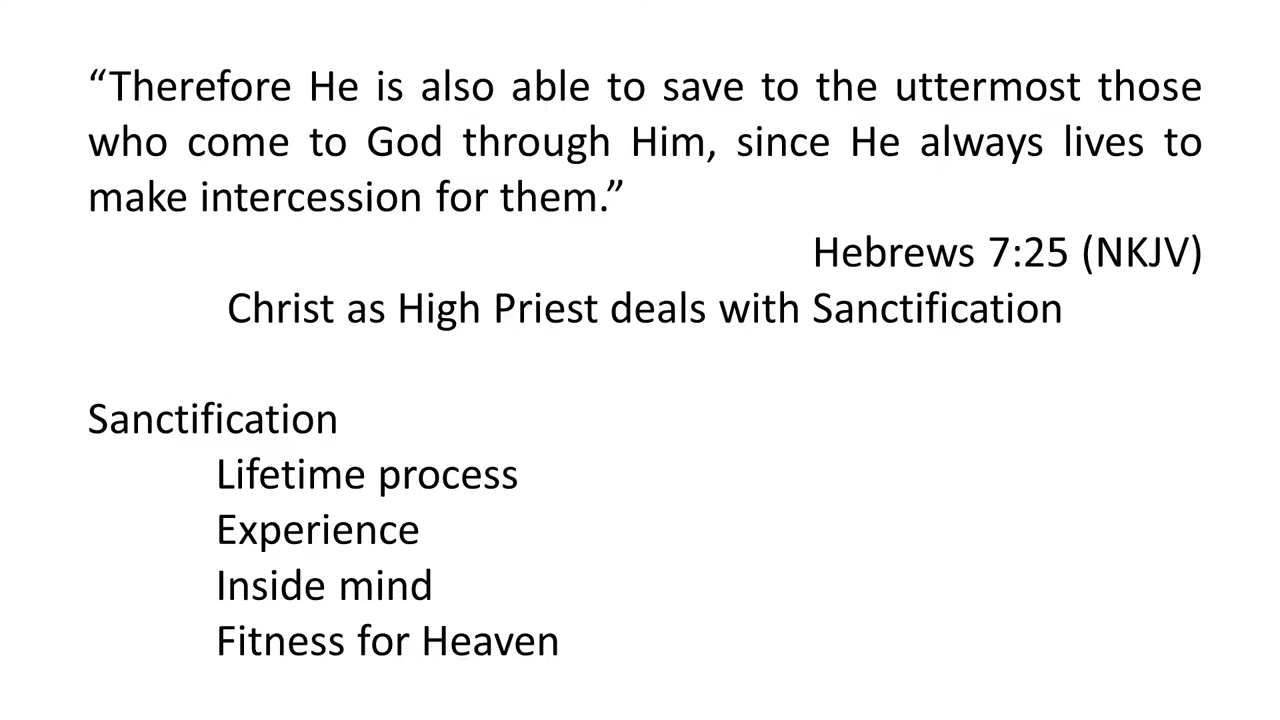 “Therefore He is also able to save to the uttermost those
who come to God through Him, since He always lives to
make intercession for them.”
Hebrews 7:25 (NKJV)
Christ as High Priest deals with Sanctification
Sanctification
Lifetime process
Experience
Inside mind
Fitness for Heaven